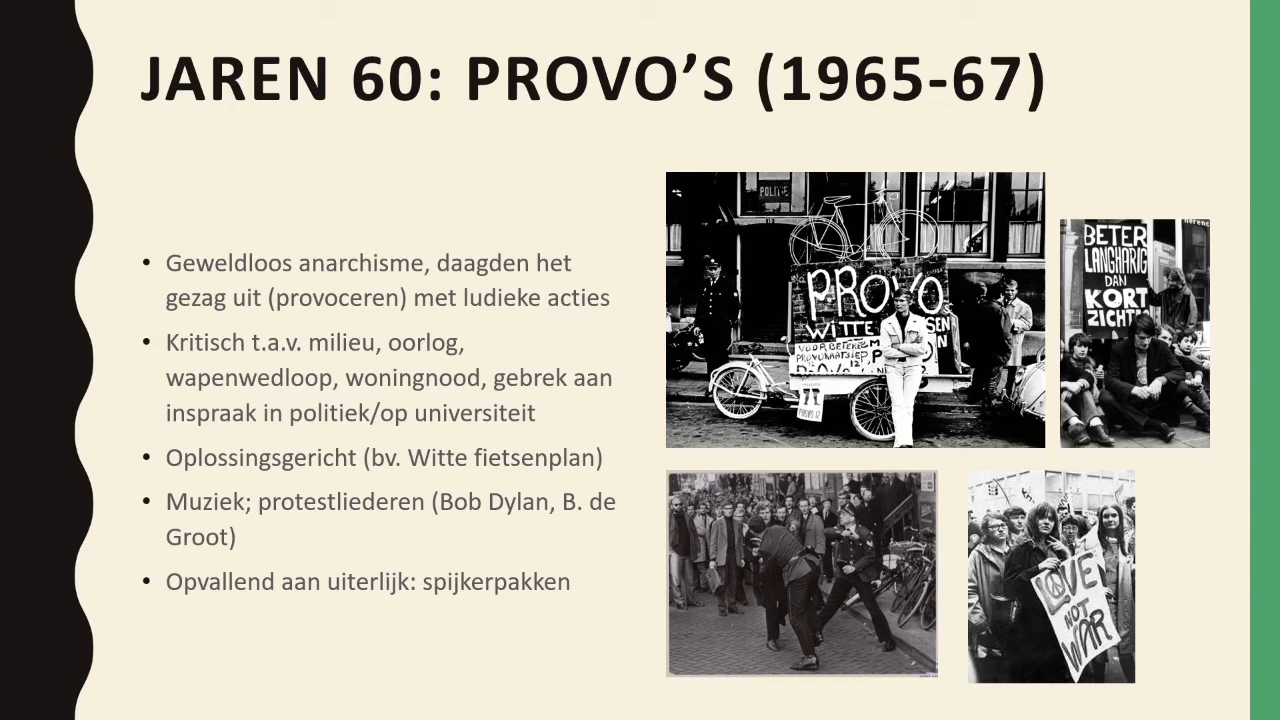 JAREN 60: PROVO’S (1965-67)
• Geweldloos anarchisme, daagden het
gezag uit (provoceren) met ludieke acties
• Kritisch t.a.v. milieu, oorlog,
wapenwedloop, woningnood, gebrek aan
inspraak in politiek/op universiteit
• Oplossingsgericht (bv. Witte fietsenplan)
• Muziek; protestliederen (Bob Dylan, B. de
Groot)
• Opvallend aan uiterlijk: spijkerpakken
POLITIE
PROVO
WITTE
BETER
LANGHARIG
DAN
KORT
ZICHTIG
LOVE
NOT
WAR